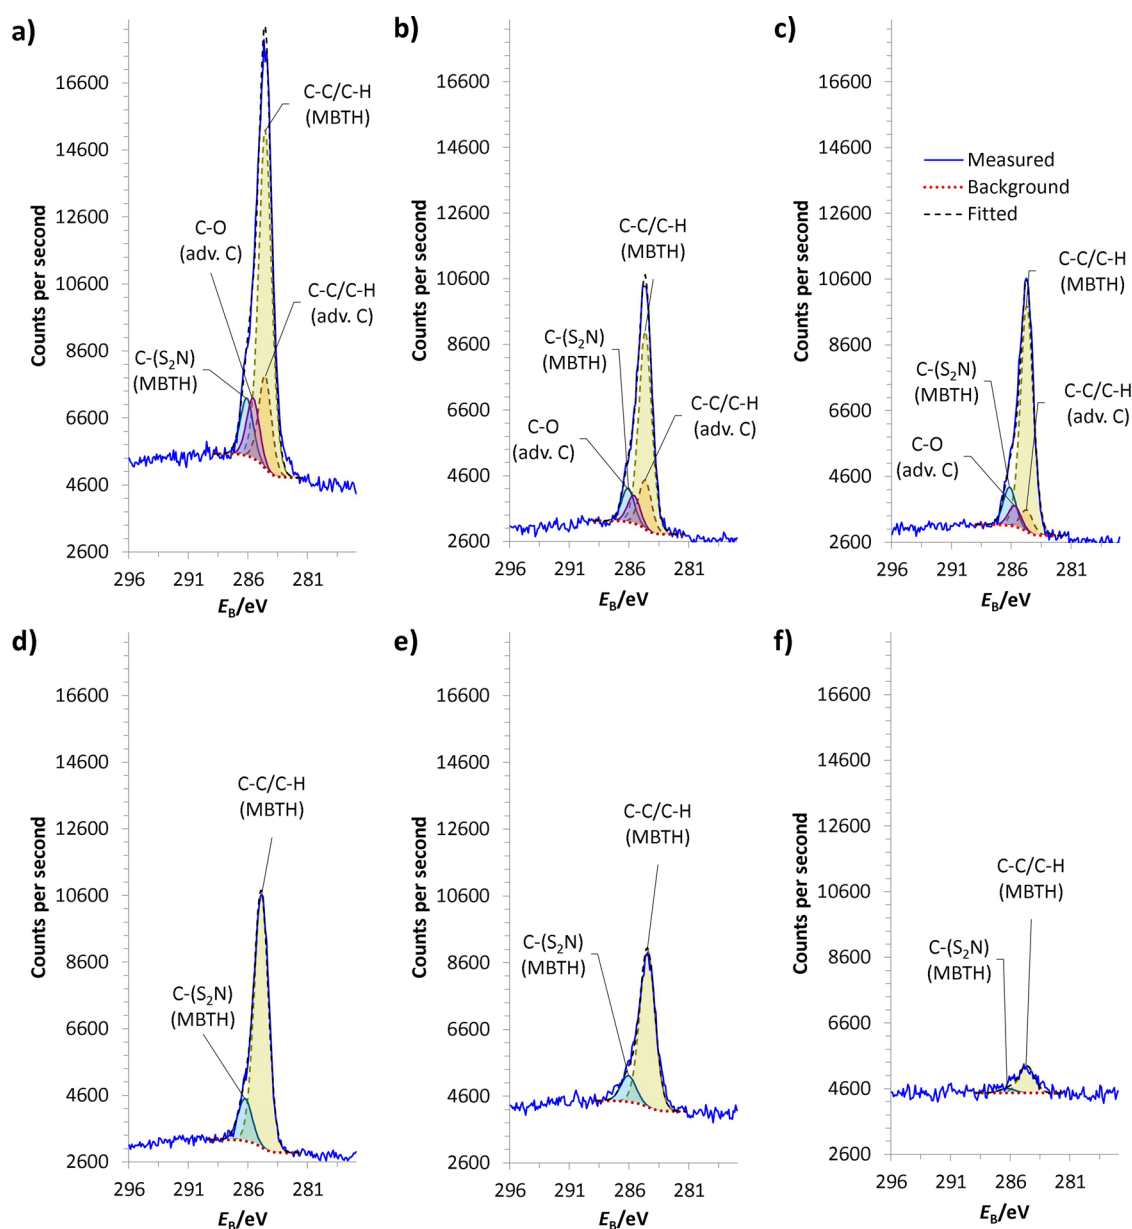 a)
Counts per second
16600
14600
12600
10600
8600
6600
4600
2600
C-C/C-H
(MBTH)
C-O
(adv. C)
C-C/C-H
(adv. C)
C-(S₂N)
(MBTH)
296 291 286 281
E_B/eV
b)
Counts per second
16600
14600
12600
10600
8600
6600
4600
2600
C-C/C-H
(MBTH)
C-(S₂N)
(MBTH)
C-C/C-H
(adv. C)
C-O
(adv. C)
296 291 286 281
E_B/eV
c)
Counts per second
16600
14600
12600
10600
8600
6600
4600
2600
Measured
Background
Fitted
C-C/C-H
(MBTH)
C-(S₂N)
(MBTH)
C-C/C-H
(adv. C)
C-O
(adv. C)
296 291 286 281
E_B/eV
d)
Counts per second
16600
14600
12600
10600
8600
6600
4600
2600
C-C/C-H
(MBTH)
C-(S₂N)
(MBTH)
296 291 286 281
E_B/eV
e)
Counts per second
16600
14600
12600
10600
8600
6600
4600
2600
C-C/C-H
(MBTH)
C-(S₂N)
(MBTH)
296 291 286 281
E_B/eV
f)
Counts per second
16600
14600
12600
10600
8600
6600
4600
2600
C-C/C-H
(MBTH)
C-(S₂N)
(MBTH)
296 291 286 281
E_B/eV